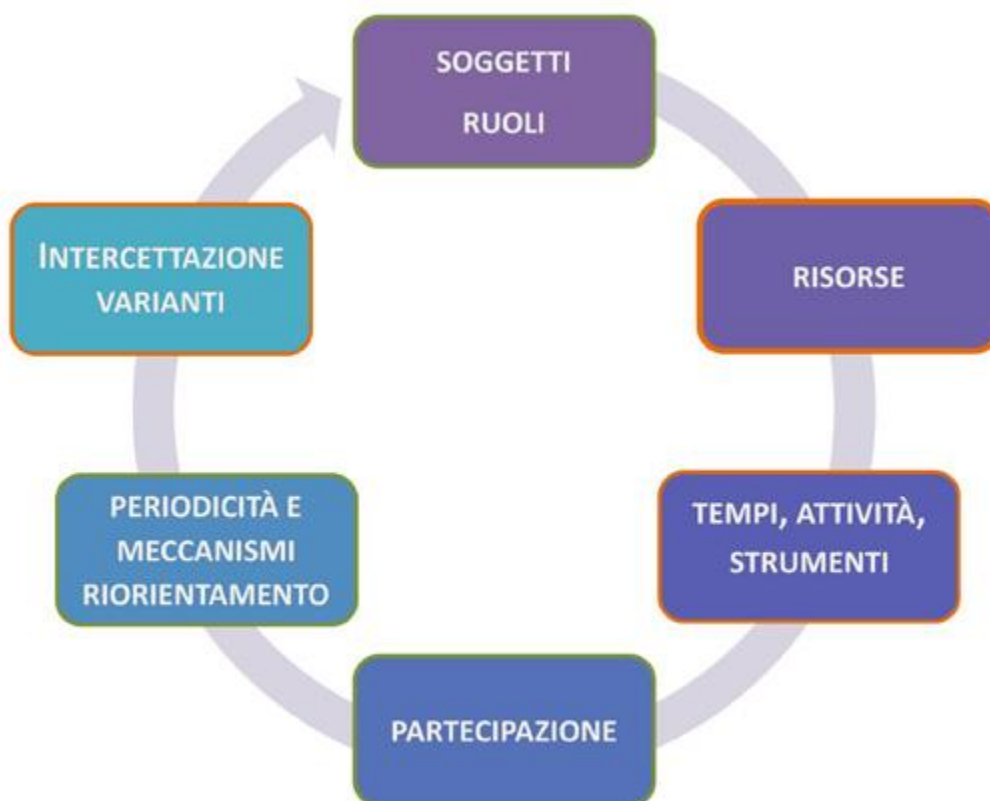 SOGGETTI
RUOLI
RISORSE
TEMPI, ATTIVITÀ,
STRUMENTI
PARTECIPAZIONE
PERIODICITÀ E
MECCANISMI
RIORIENTAMENTO
INTERCETTAZIONE
VARIANTI